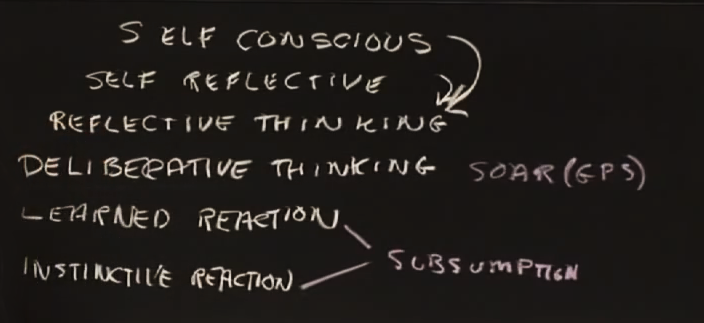 SELF CONSCIOUS
SELF REFLECTIVE
REFLECTIVE THINKING
DELIBERATIVE THINKING SOAR (GPS)
LEARNED REACTION
SUBSUMPTION
INSTINCTIVE REACTION